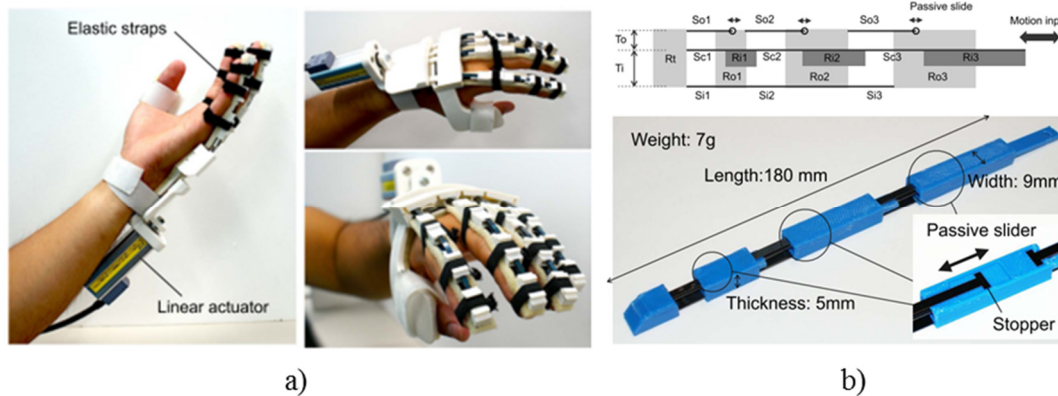 Elastic straps
Linear actuator
a)
Passive slide
So1 So2 So3
Motion inp
To
Ti
Rt
Sc1 Ri1 Sc2 Ri2 Sc3 Ri3
Ro1 Ro2 Ro3
Si1 Si2 Si3
Weight: 7g
Length:180 mm
Width: 9mm
Passive slider
Thickness: 5mm
Stopper
b)